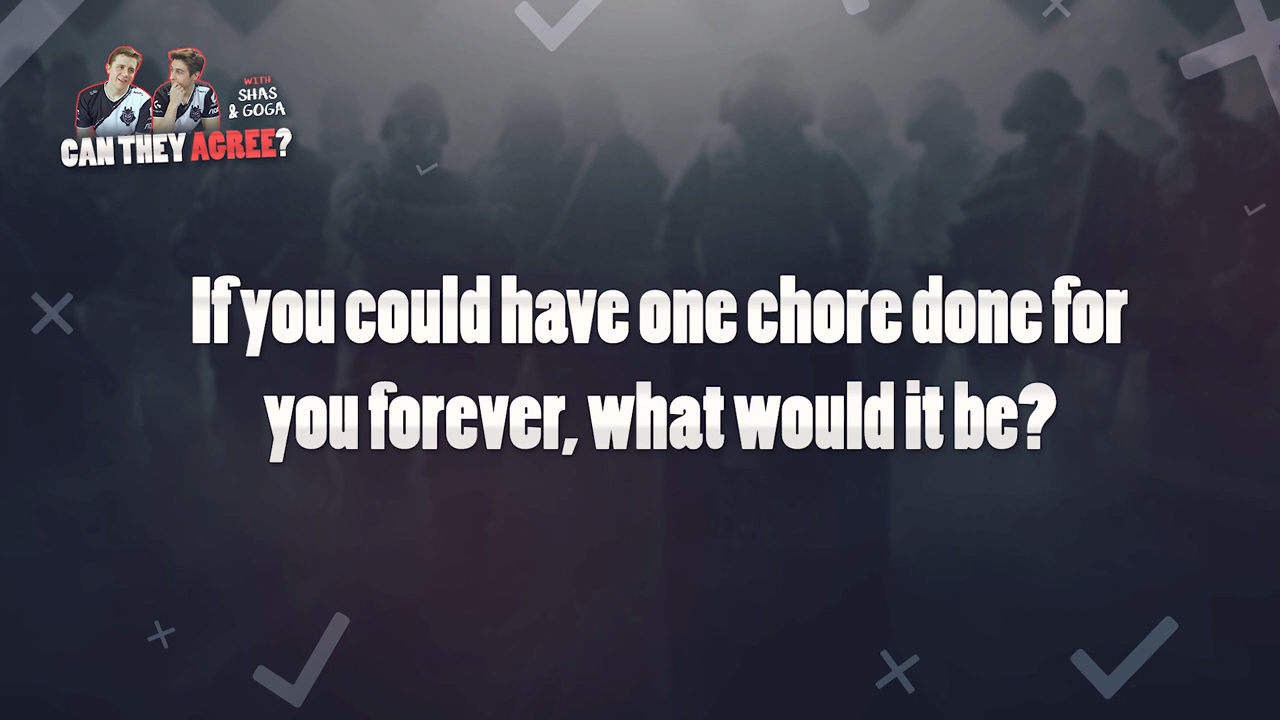 WITH
SHAS
& GOGA
CAN THEY AGREE?
If you could have one chore done for
you forever, what would it be?